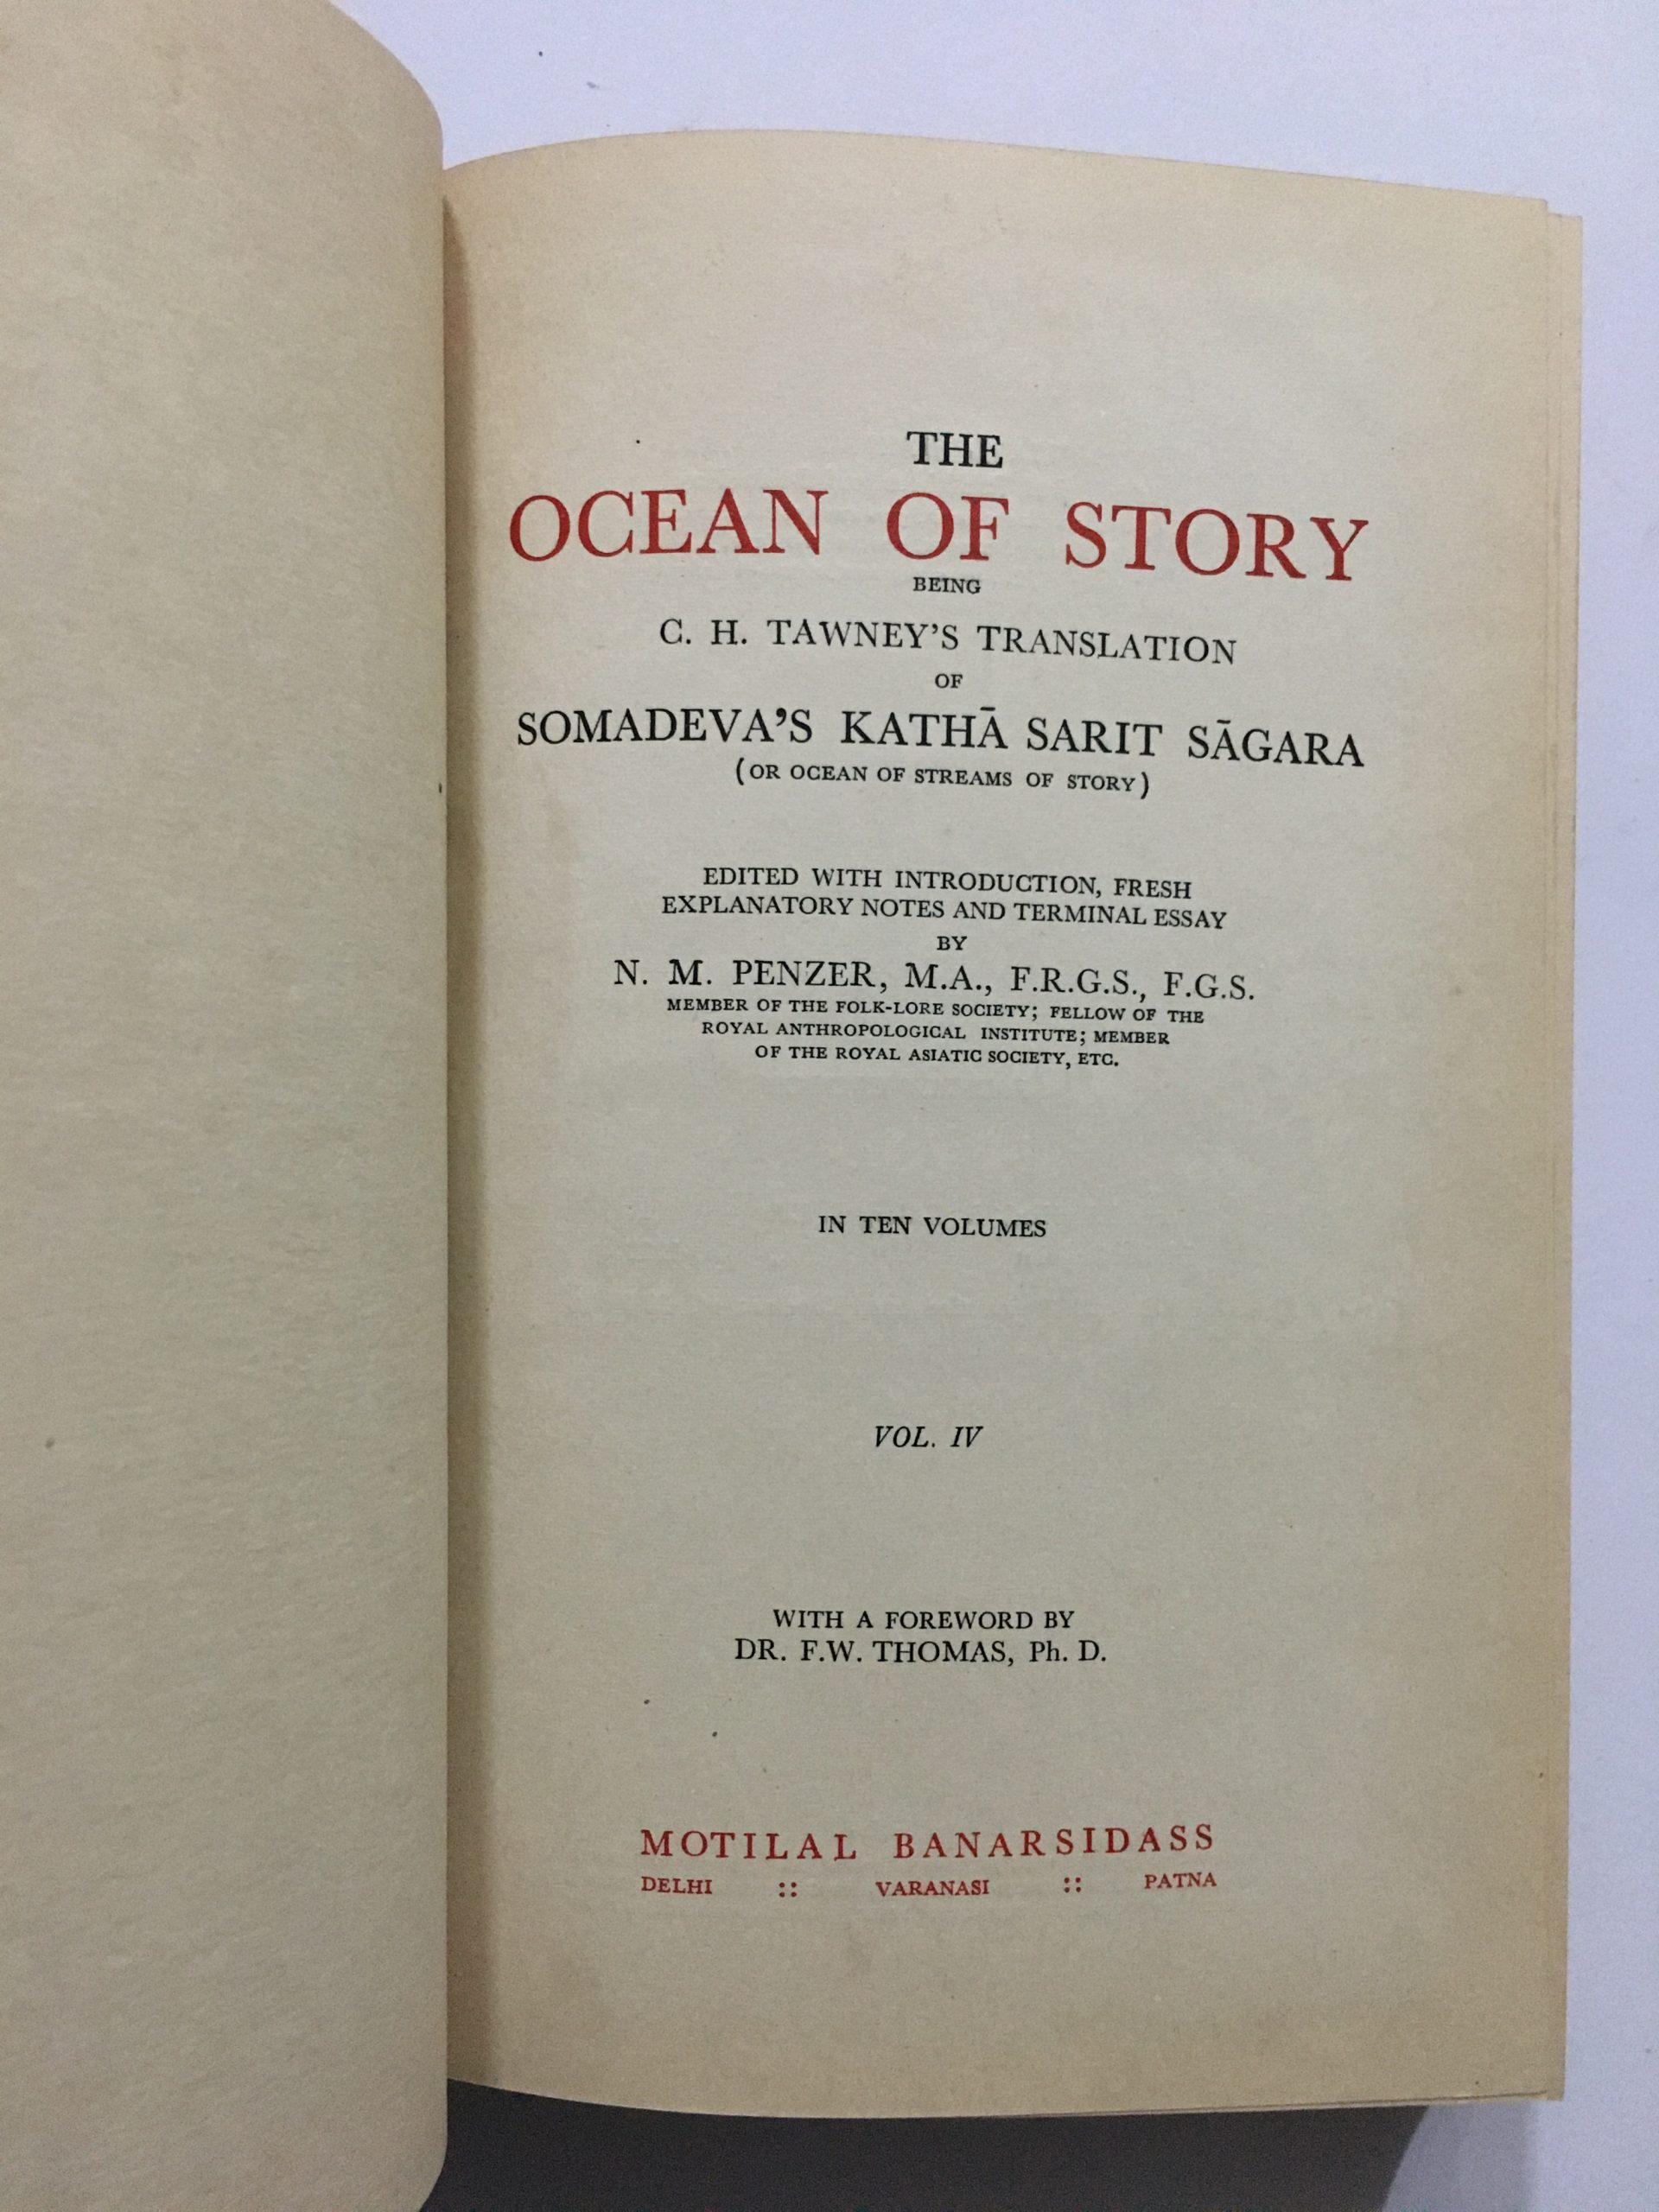 THE
OCEAN OF STORY
BEING
C. H. TAWNEY'S TRANSLATION
OF
SOMADEVA'S KATHĀ SARIT SĀGARA
(OR OCEAN OF STREAMS OF STORY)
EDITED WITH INTRODUCTION, FRESH
EXPLANATORY NOTES AND TERMINAL ESSAY
BY
N. M. PENZER, M.A., F.R.G.S., F.G.S.
MEMBER OF THE FOLK-LORE SOCIETY; FELLOW OF THE
ROYAL ANTHROPOLOGICAL INSTITUTE; MEMBER
OF THE ROYAL ASIATIC SOCIETY, ETC.
IN TEN VOLUMES
VOL. IV
WITH A FOREWORD BY
DR. F.W. THOMAS, Ph. D.
MOTILAL BANARSIDASS
DELHI :: VARANASI :: PATNA